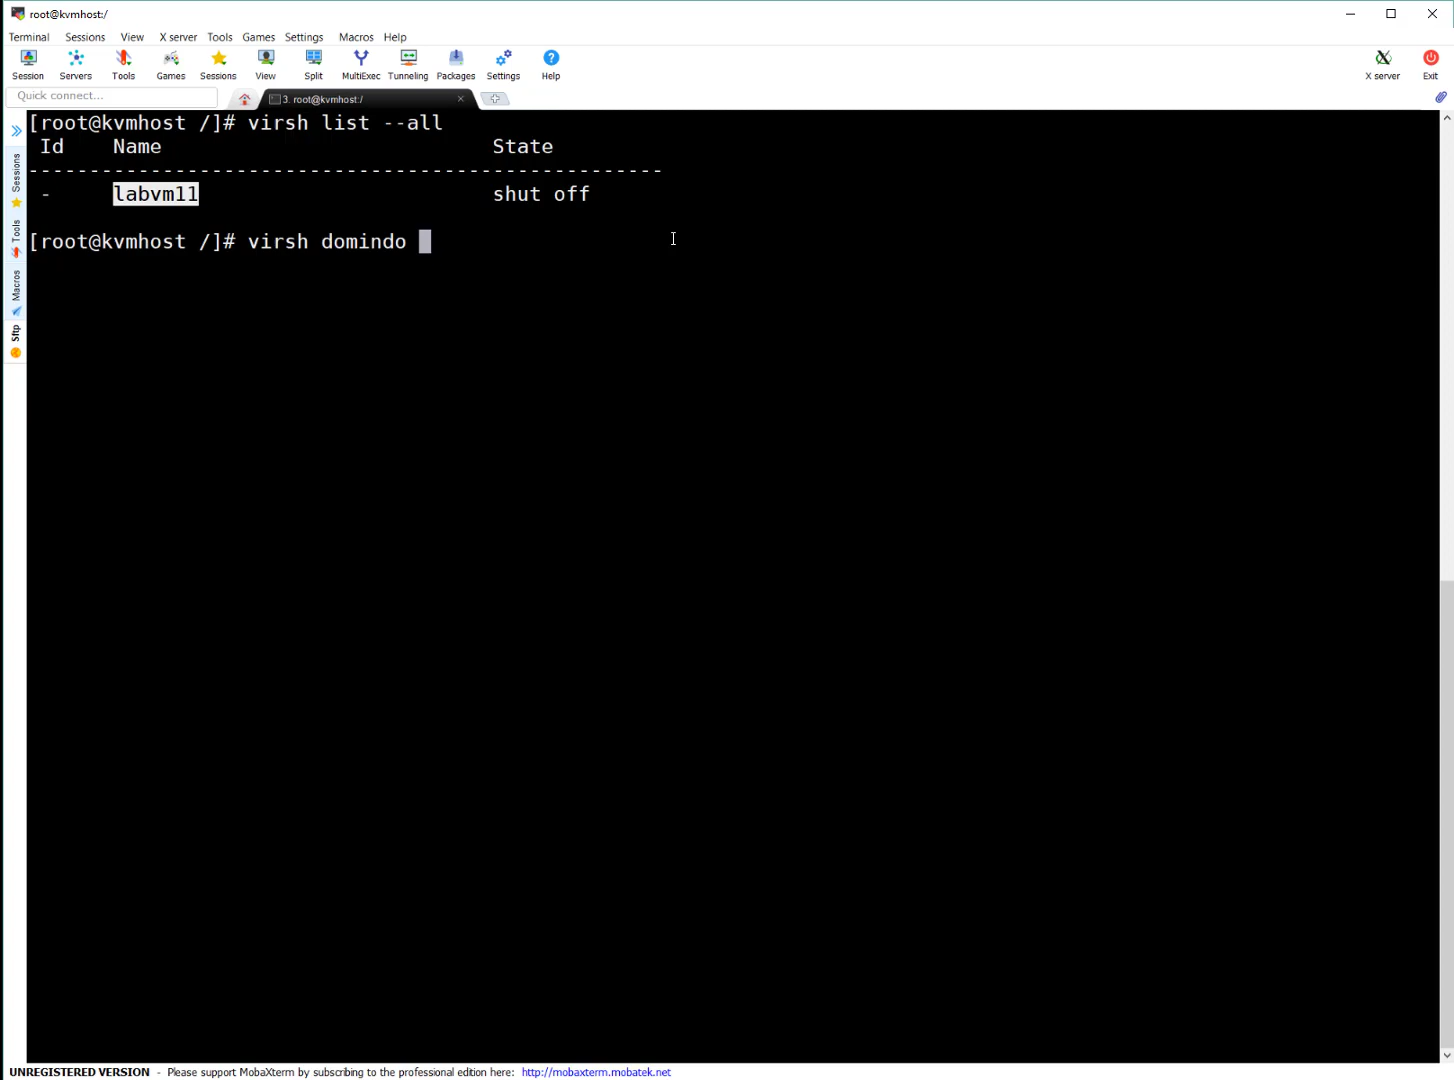 root@kvmhost:/
Terminal Sessions View X server Tools Games Settings Macros Help
Session Servers Tools Games Sessions View Split MultiExec Tunneling Packages Settings Help X server Exit
Quick connect...
3. root@kvmhost:/
[root@kvmhost /]# virsh list --all
Id Name State
----------------------------------------------------
- labvm11 shut off
[root@kvmhost /]# virsh domindo
Sessions
Tools
Macros
Sftp
UNREGISTERED VERSION - Please support MobaXterm by subscribing to the professional edition here: http://mobaxterm.mobatek.net